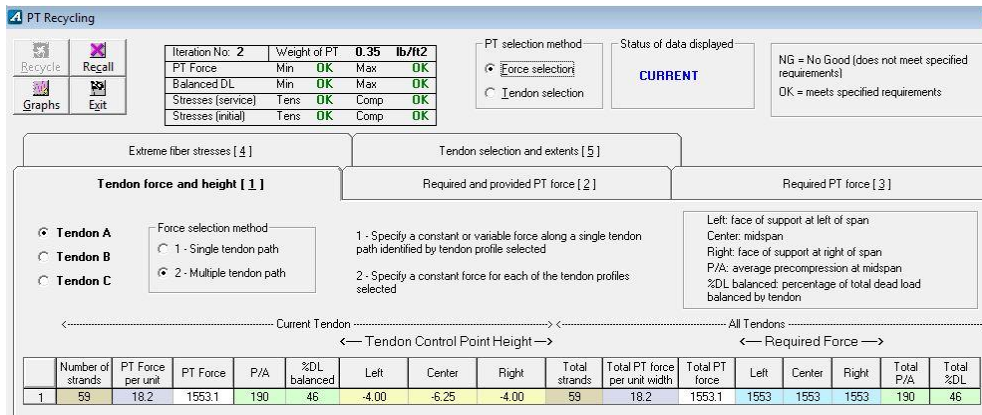 PT Recycling
Recycle Recall
Graphs Exit
Iteration No: 2 Weight of PT 0.35 lb/ft2
PT Force Min OK Max OK
Balanced DL Min OK Max OK
Stresses (service) Tens OK Comp OK
Stresses (initial) Tens OK Comp OK
PT selection method
Force selection
Tendon selection
Status of data displayed
CURRENT
NG = No Good (does not meet specified
requirements)
OK = meets specified requirements
Extreme fiber stresses [ 4 ]
Tendon selection and extents [ 5 ]
Tendon force and height [ 1 ]
Required and provided PT force [ 2 ]
Required PT force [ 3 ]
Tendon A
Tendon B
Tendon C
Force selection method
1 - Single tendon path
2 - Multiple tendon path
1 - Specify a constant or variable force along a single tendon
path identified by tendon profile selected
2 - Specify a constant force for each of the tendon profiles
selected
Left: face of support at left of span
Center: midspan
Right: face of support at right of span
P/A: average precompression at midspan
%DL balanced: percentage of total dead load
balanced by tendon
<--- Current Tendon ---> <--- All Tendons ---
<— Tendon Control Point Height —> <— Required Force —>
Number of strands PT Force per unit PT Force P/A %DL balanced Left Center Right Total strands Total PT force per unit width Total PT force Left Center Right Total P/A Total %DL
1 59 18.2 1553.1 190 46 -4.00 -6.25 -4.00 59 18.2 1553.1 1553 1553 1553 190 46